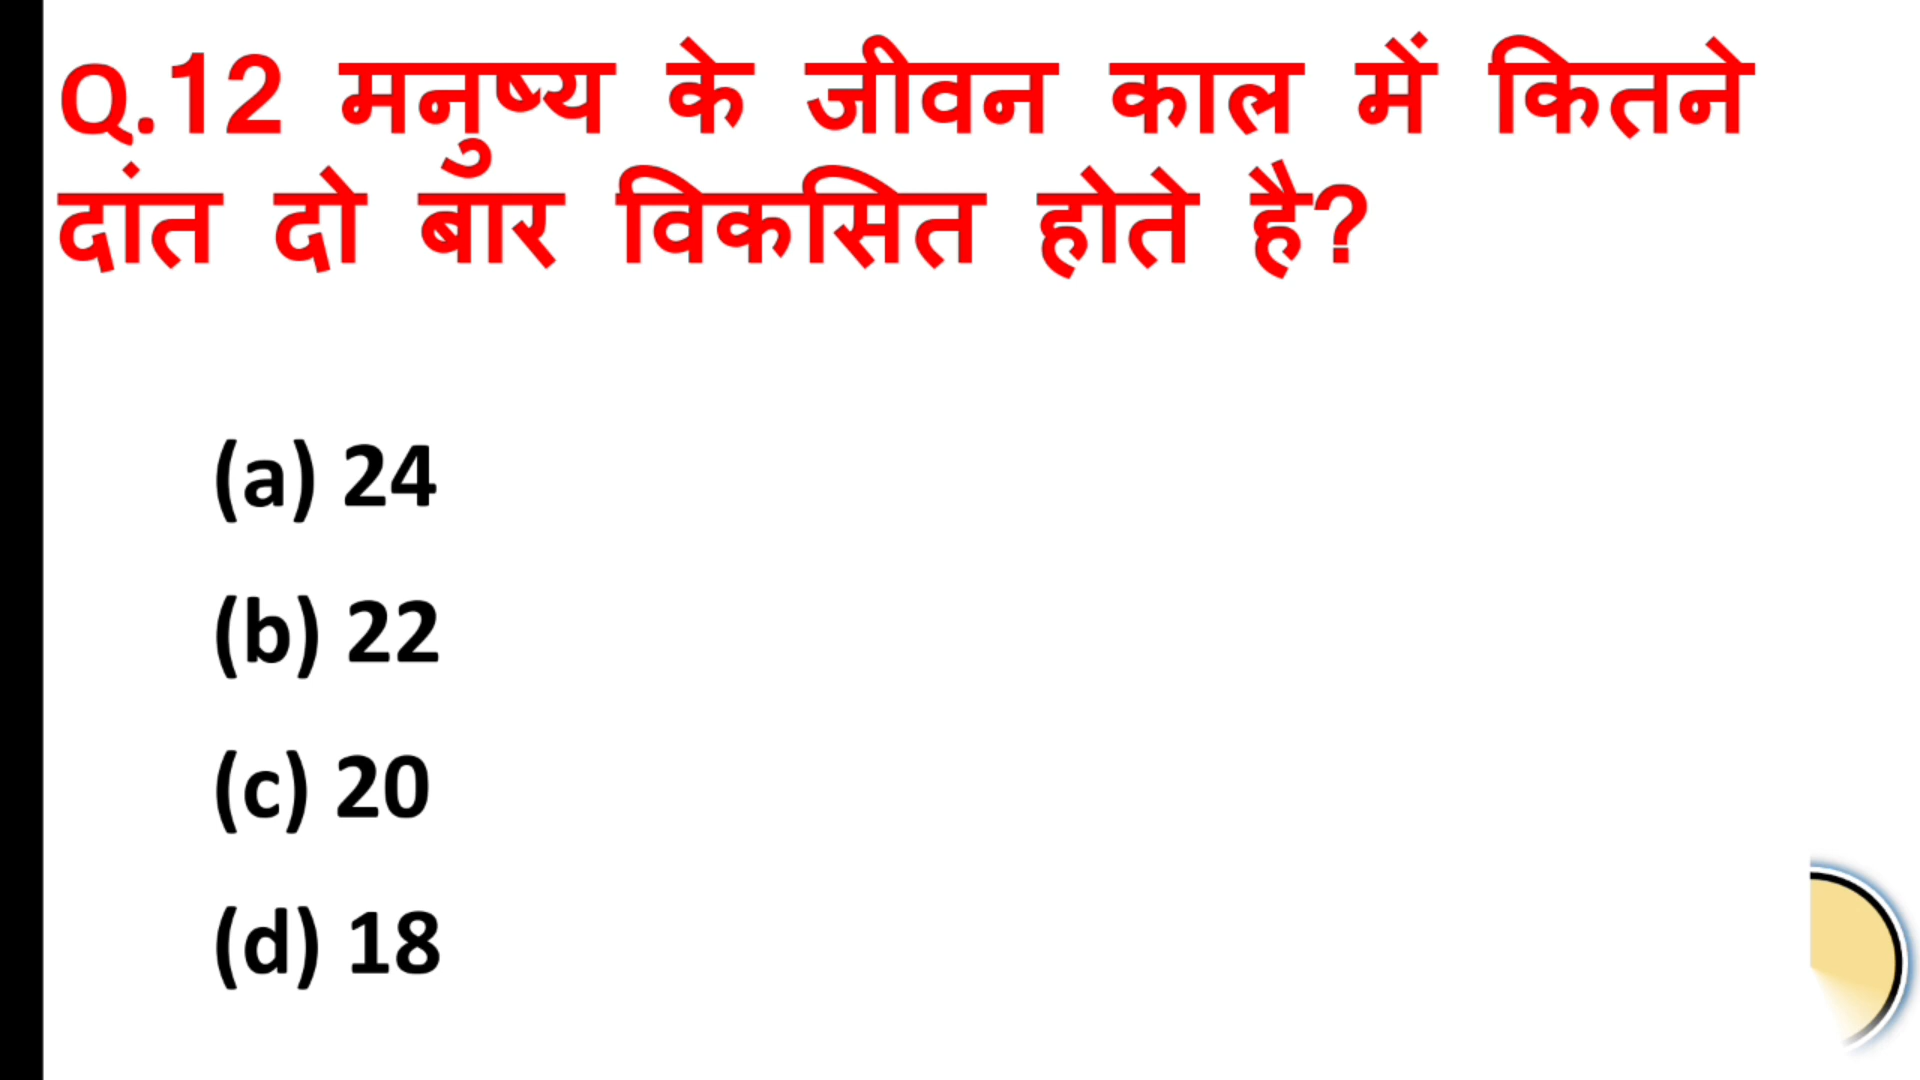 Q.12 मनुष्य के जीवन काल में कितने
दांत दो बार विकसित होते है?
(a) 24
(b) 22
(c) 20
(d) 18